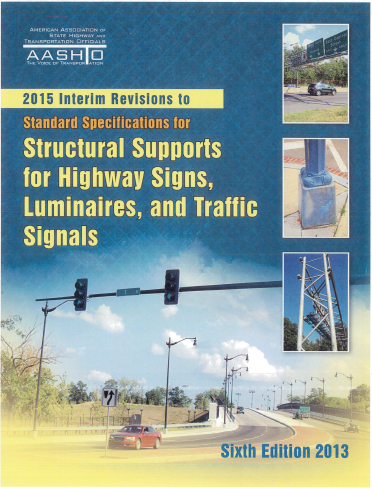 AMERICAN ASSOCIATION OF
STATE HIGHWAY AND
TRANSPORTATION OFFICIALS
AASHTO
THE VOICE OF TRANSPORTATION
2015 Interim Revisions to
Standard Specifications for
Structural Supports
for Highway Signs,
Luminaires, and Traffic
Signals
Sixth Edition 2013